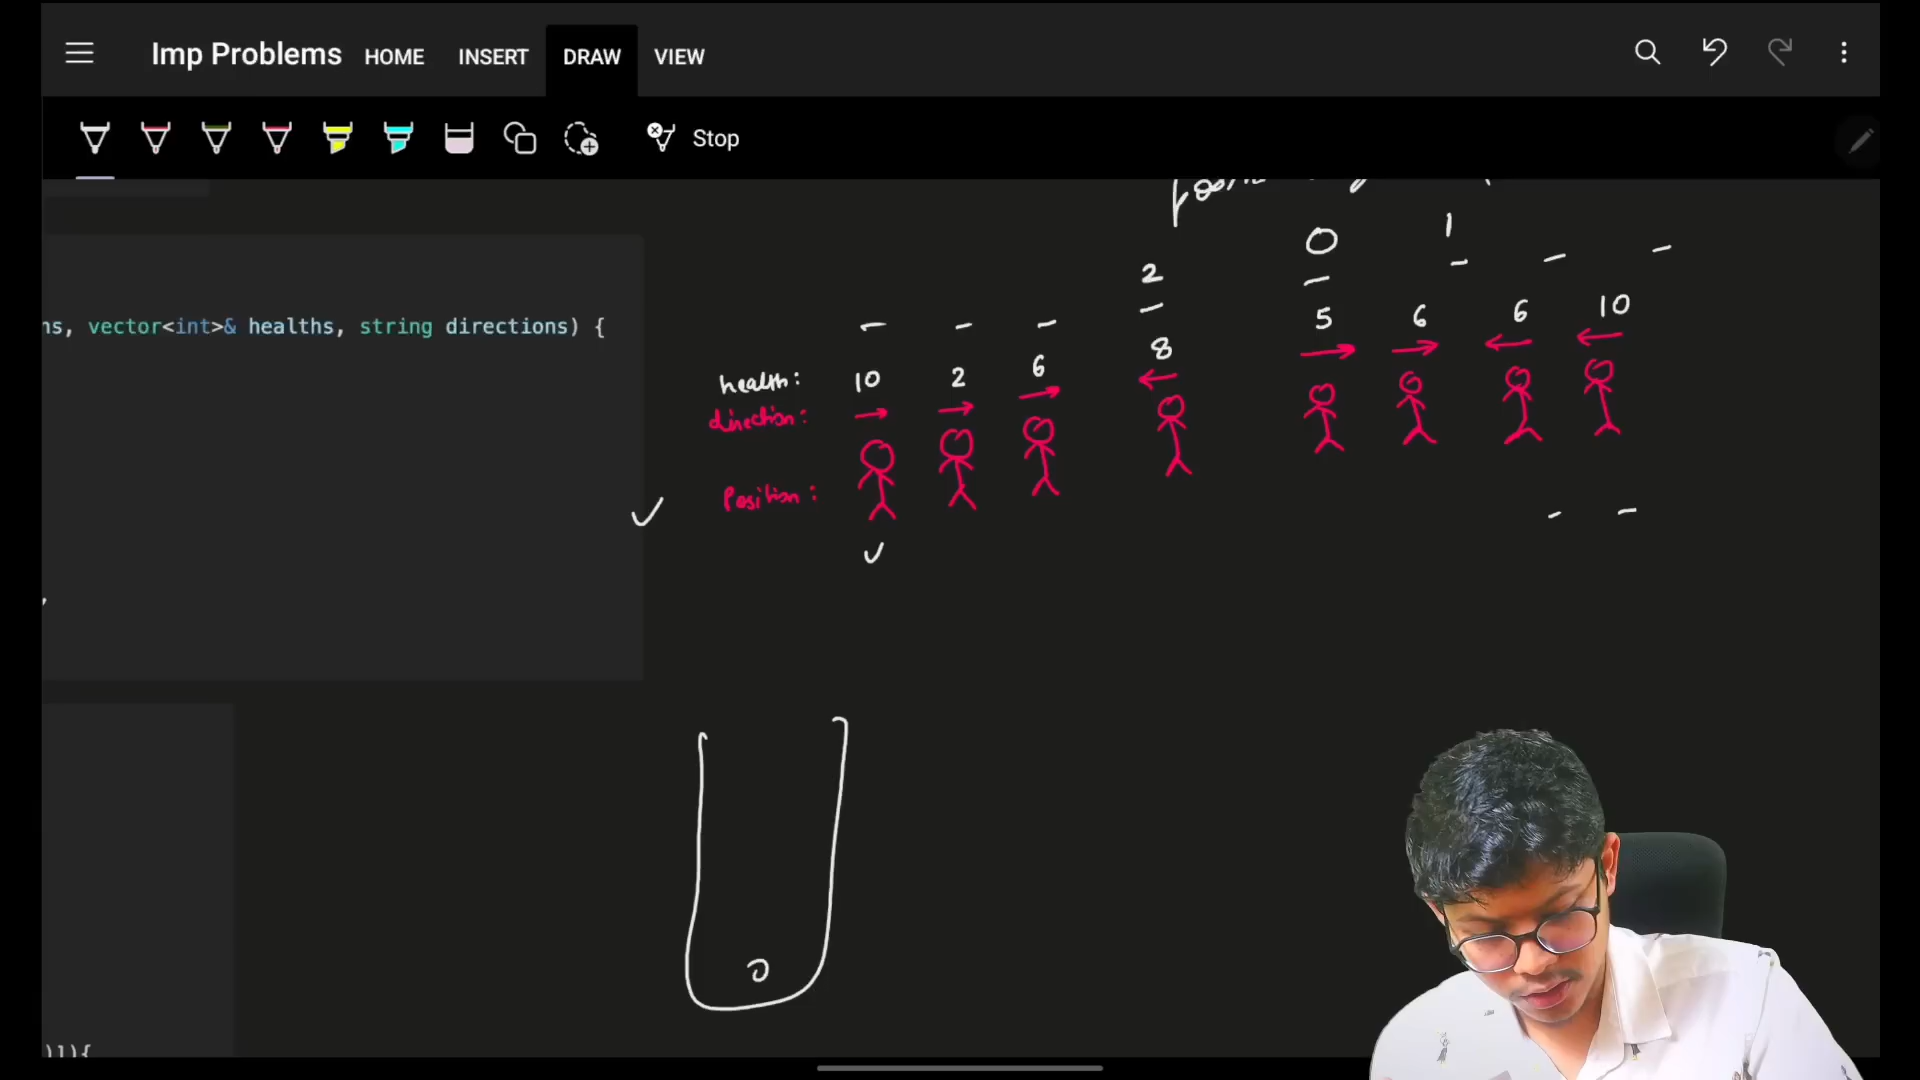 Imp Problems HOME INSERT DRAW VIEW
Stop
0 1
2
ns, vector<int>& healths, string directions) {
health: 10 2 6 8 5 6 6 10
direction:
Position:
0
)]){